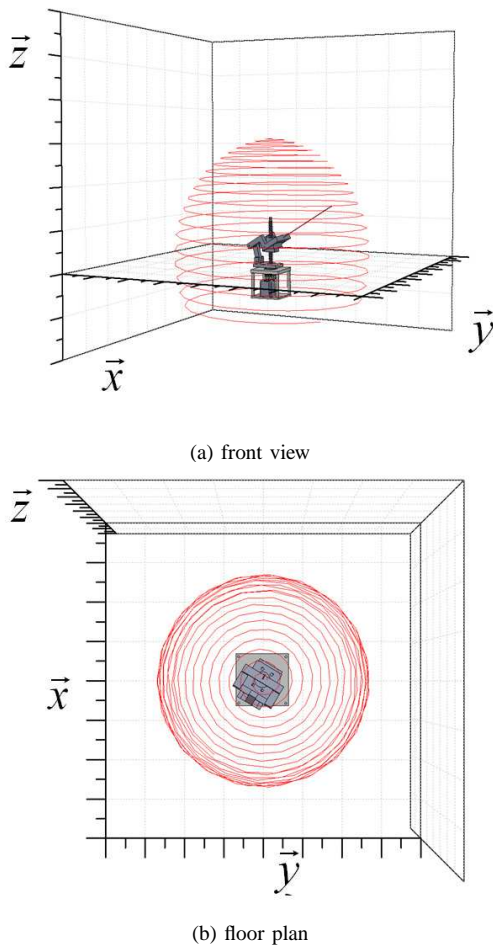 z⃗
y⃗
x⃗
(a) front view
z⃗
x⃗
y⃗
(b) floor plan